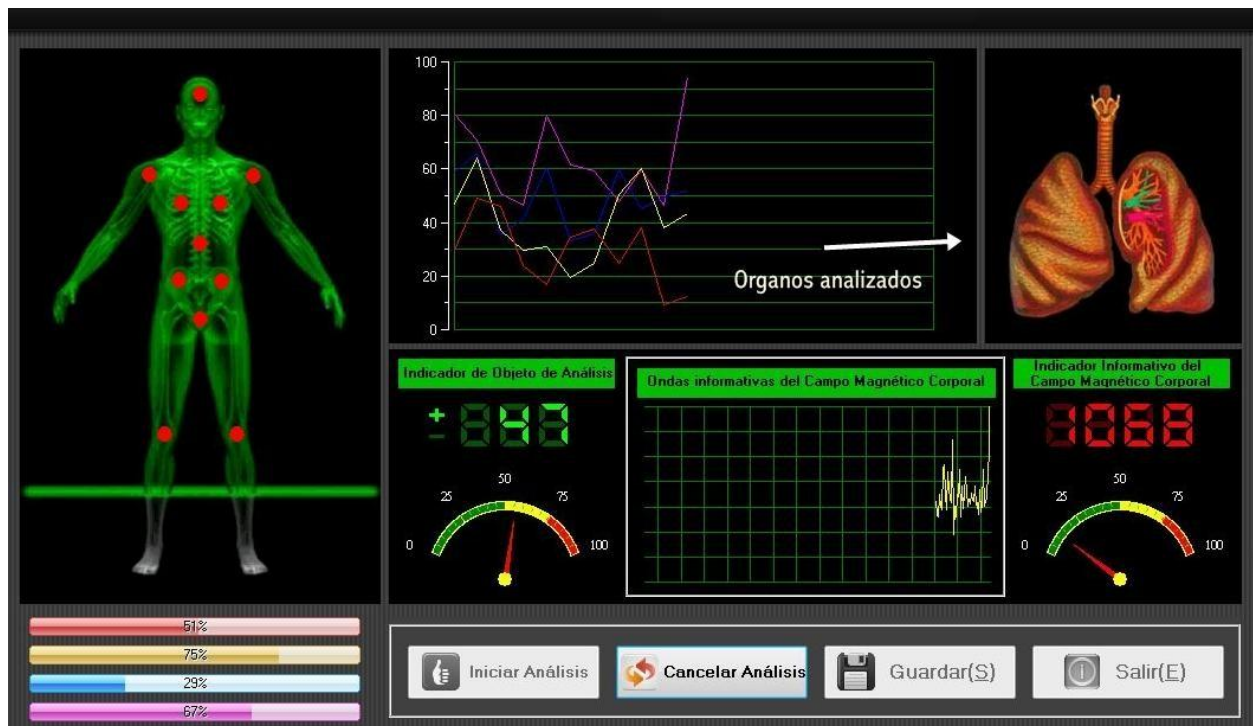 100
80
60
40
20
0
Organos analizados
Indicador de Objeto de Análisis
+
-
47
0
25
50
75
100
Ondas informativas del Campo Magnético Corporal
Indicador Informativo del
Campo Magnético Corporal
1068
0
25
50
75
100
51%
75%
29%
67%
Iniciar Análisis
Cancelar Análisis
Guardar(S)
Salir(E)